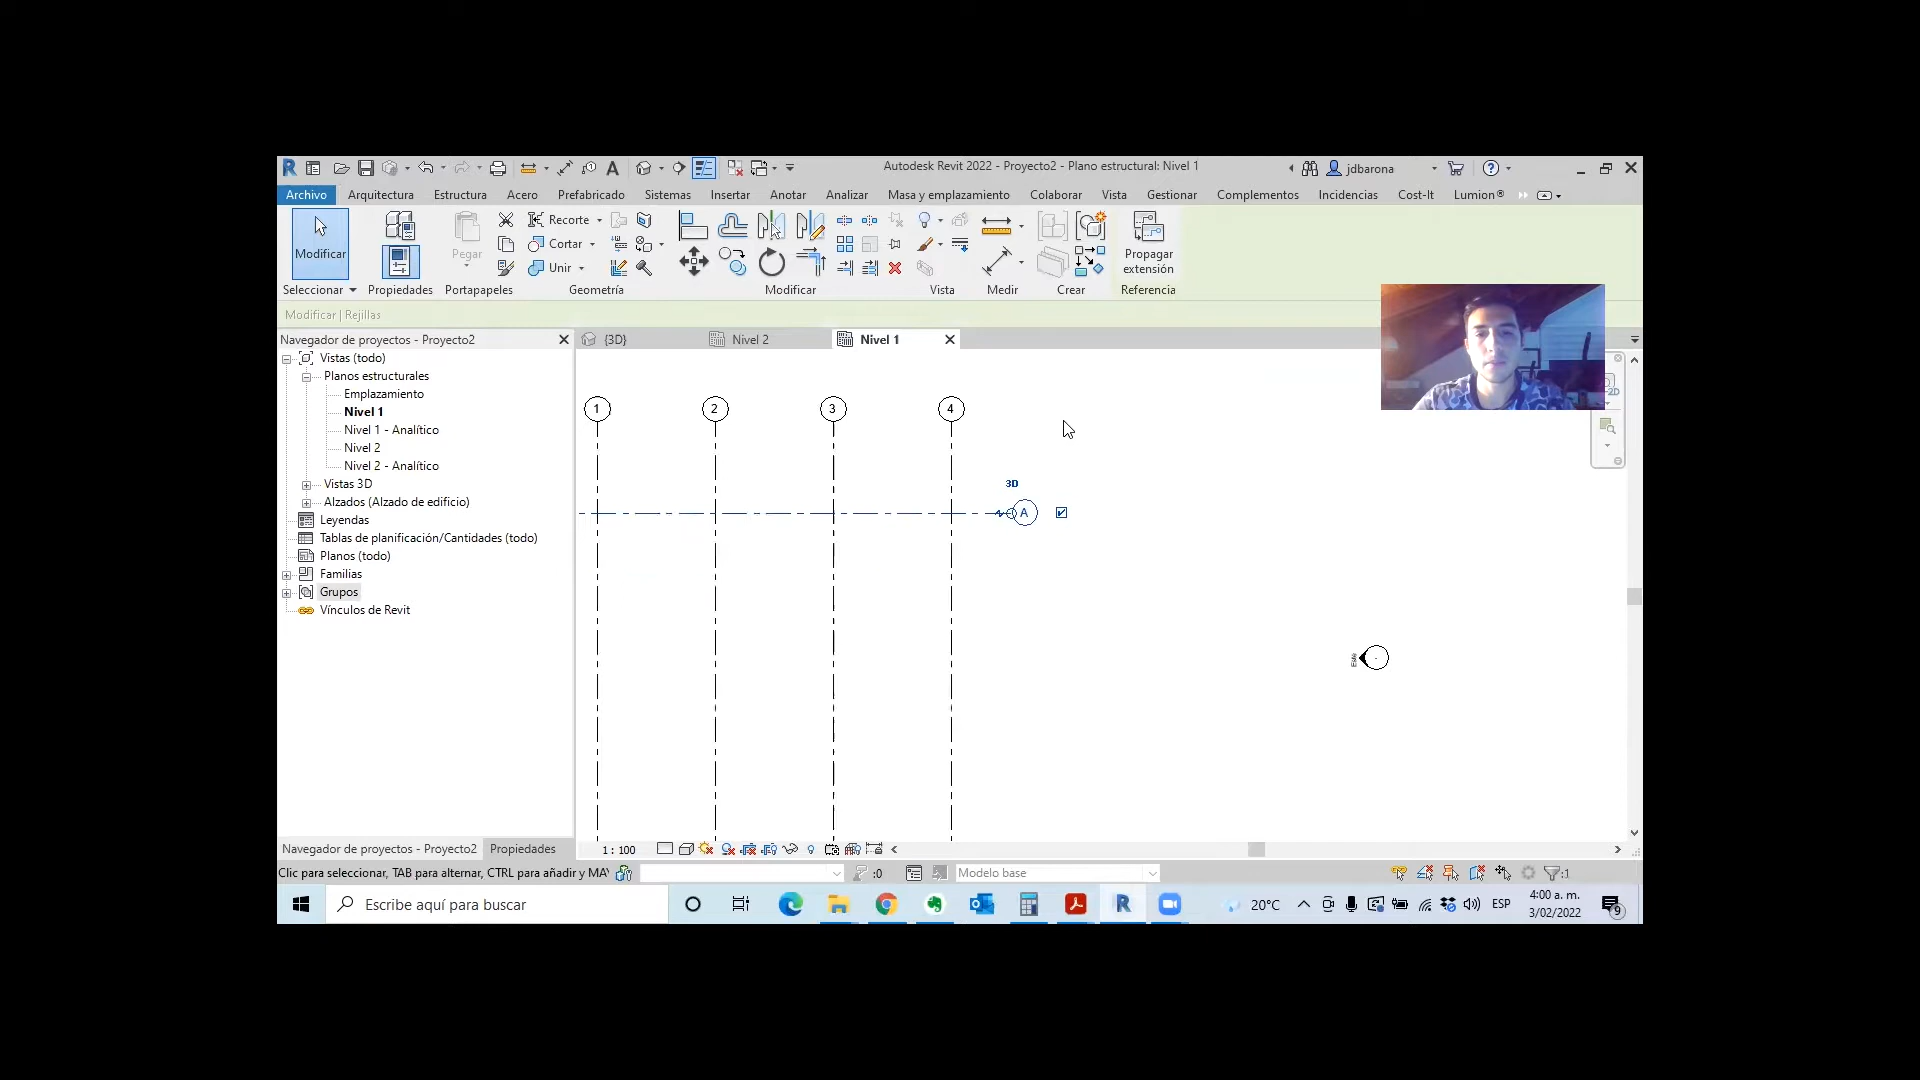 Autodesk Revit 2022 - Proyecto2 - Plano estructural: Nivel 1
jdbarona
Archivo Arquitectura Estructura Acero Prefabricado Sistemas Insertar Anotar Analizar Masa y emplazamiento Colaborar Vista Gestionar Complementos Incidencias Cost-It Lumion®
Modificar
Pegar
Recorte
Cortar
Unir
Propagar
extensión
Seleccionar Propiedades Portapapeles Geometría Modificar Vista Medir Crear Referencia
Modificar | Rejillas
Navegador de proyectos - Proyecto2
{3D} Nivel 2 Nivel 1
Vistas (todo)
Planos estructurales
Emplazamiento
Nivel 1
Nivel 1 - Analítico
Nivel 2
Nivel 2 - Analítico
Vistas 3D
Alzados (Alzado de edificio)
Leyendas
Tablas de planificación/Cantidades (todo)
Planos (todo)
Familias
Grupos
Vínculos de Revit
1 2 3 4
3D
A
Este
2D
Navegador de proyectos - Proyecto2 Propiedades
1 : 100
Clic para seleccionar, TAB para alternar, CTRL para añadir y MAY
:0
Modelo base
:1
Escribe aquí para buscar
20°C
ESP
4:00 a. m.
3/02/2022
9